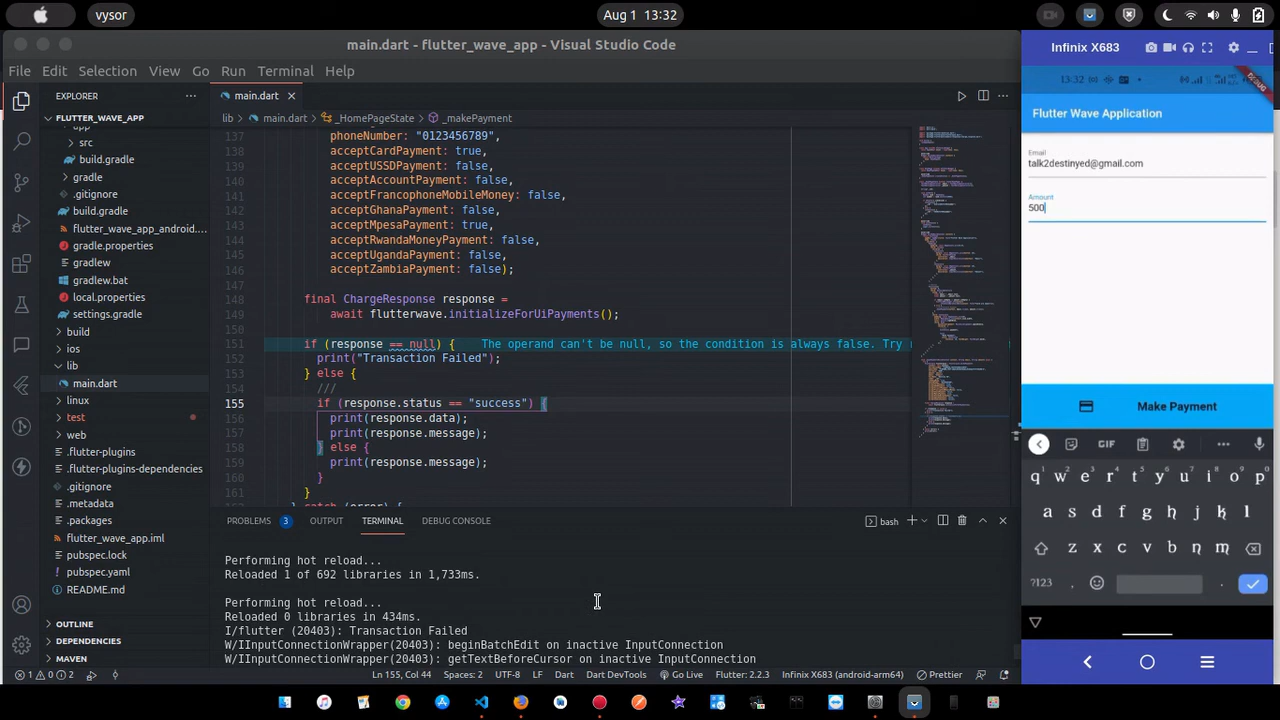 vysor
Aug 1 13:32
main.dart - flutter_wave_app - Visual Studio Code
File Edit Selection View Go Run Terminal Help
EXPLORER
FLUTTER_WAVE_APP
app
src
build.gradle
gradle
.gitignore
build.gradle
flutter_wave_app_android....
gradle.properties
gradlew
gradlew.bat
local.properties
settings.gradle
build
ios
lib
main.dart
linux
test
web
.flutter-plugins
.flutter-plugins-dependencies
.gitignore
.metadata
.packages
flutter_wave_app.iml
pubspec.lock
pubspec.yaml
README.md
OUTLINE
DEPENDENCIES
MAVEN
main.dart
lib > main.dart > _HomePageState > _makePayment
137 phoneNumber: "0123456789",
138 acceptCardPayment: true,
139 acceptUSSDPayment: false,
140 acceptAccountPayment: false,
141 acceptFrancophoneMobileMoney: false,
142 acceptGhanaPayment: false,
143 acceptMpesaPayment: true,
144 acceptRwandaMoneyPayment: false,
145 acceptUgandaPayment: false,
146 acceptZambiaPayment: false);
147
148 final ChargeResponse response =
149 await flutterwave.initializeForUiPayments();
150
151 if (response == null) { The operand can't be null, so the condition is always false. Try
152 print("Transaction Failed");
153 } else {
154 ///
155 if (response.status == "success") {
156 print(response.data);
157 print(response.message);
158 } else {
159 print(response.message);
160 }
161 }
} catch (error) {
PROBLEMS 3 OUTPUT TERMINAL DEBUG CONSOLE
bash
Performing hot reload...
Reloaded 1 of 692 libraries in 1,733ms.
Performing hot reload...
Reloaded 0 libraries in 434ms.
I/flutter (20403): Transaction Failed
W/IInputConnectionWrapper(20403): beginBatchEdit on inactive InputConnection
W/IInputConnectionWrapper(20403): getTextBeforeCursor on inactive InputConnection
1 0 2 Ln 155, Col 44 Spaces: 2 UTF-8 LF Dart Dart DevTools Go Live Flutter: 2.2.3 Infinix X683 (android-arm64) Prettier
Infinix X683
13:32
DEBUG
Flutter Wave Application
Email
talk2destinyed@gmail.com
Amount
500
Make Payment
GIF
q w e r t y u i o p
a s d f g h j k l
z x c v b n m
?123 , .